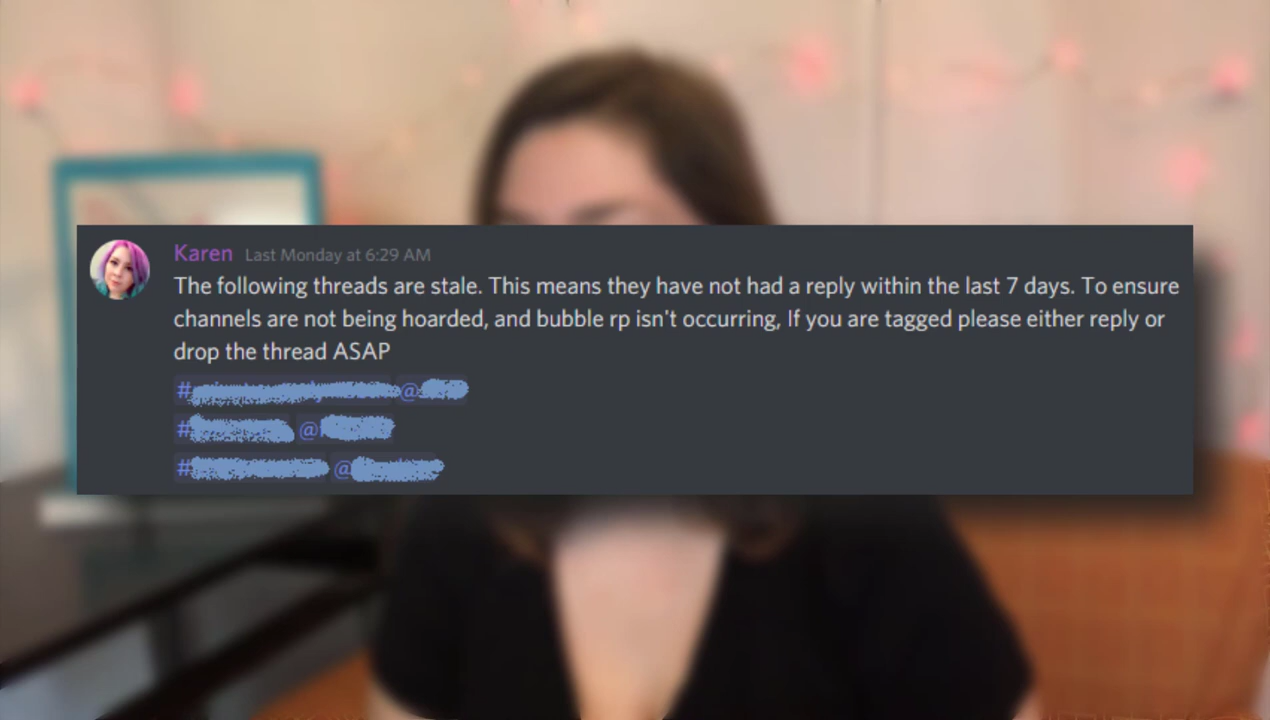 Karen Last Monday at 6:29 AM
The following threads are stale. This means they have not had a reply within the last 7 days. To ensure
channels are not being hoarded, and bubble rp isn't occurring, If you are tagged please either reply or
drop the thread ASAP
# @
# @
# @